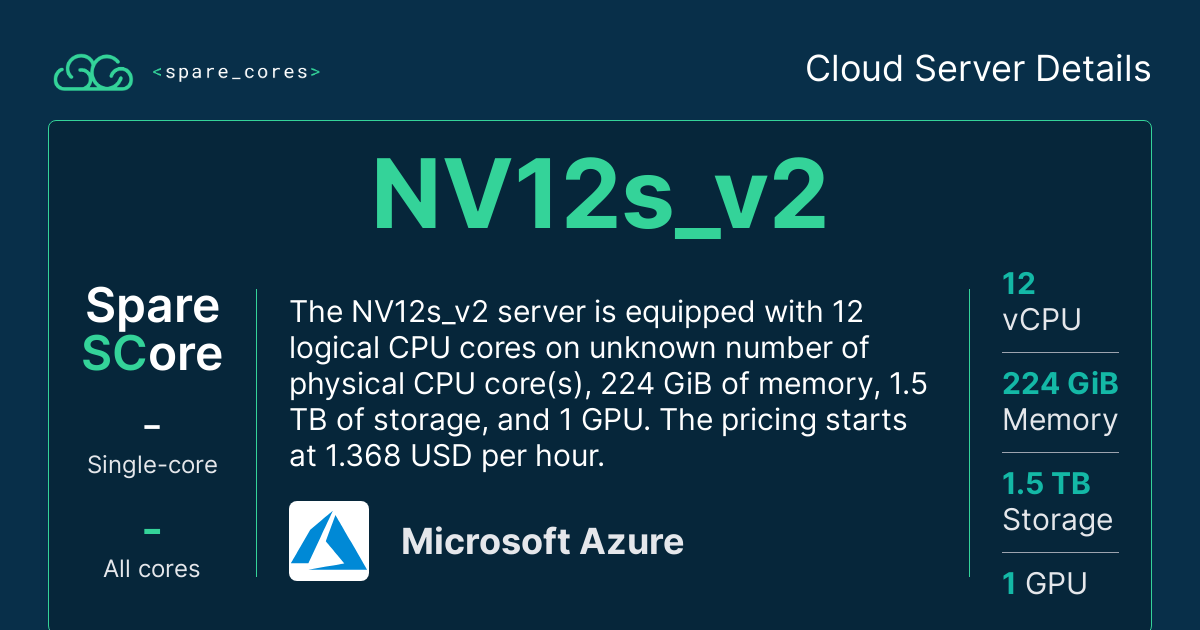 <spare_cores>
Cloud Server Details
NV12s_v2
Spare
SCore
-
Single-core
-
All cores
The NV12s_v2 server is equipped with 12
logical CPU cores on unknown number of
physical CPU core(s), 224 GiB of memory, 1.5
TB of storage, and 1 GPU. The pricing starts
at 1.368 USD per hour.
Microsoft Azure
12
vCPU
224 GiB
Memory
1.5 TB
Storage
1 GPU